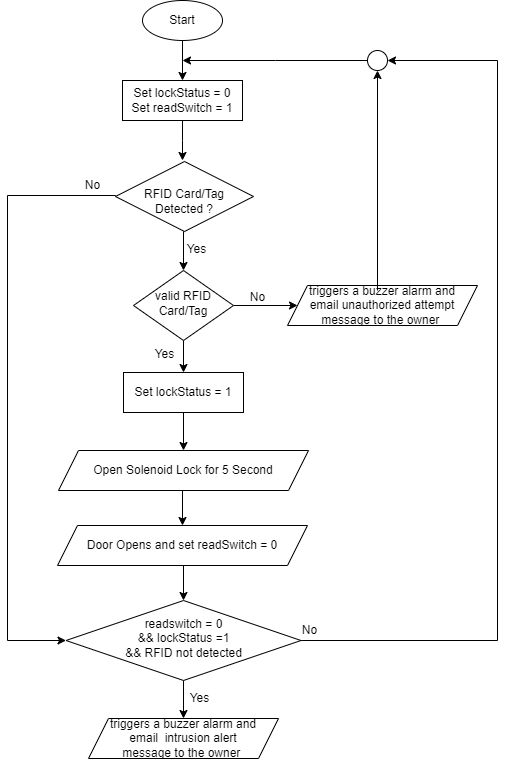 Start
Set lockStatus = 0
Set readSwitch = 1
No
RFID Card/Tag
Detected ?
Yes
valid RFID
Card/Tag
No
triggers a buzzer alarm and
email unauthorized attempt
message to the owner
Yes
Set lockStatus = 1
Open Solenoid Lock for 5 Second
Door Opens and set readSwitch = 0
readswitch = 0
&& lockStatus =1
&& RFID not detected
No
Yes
triggers a buzzer alarm and
email intrusion alert
message to the owner